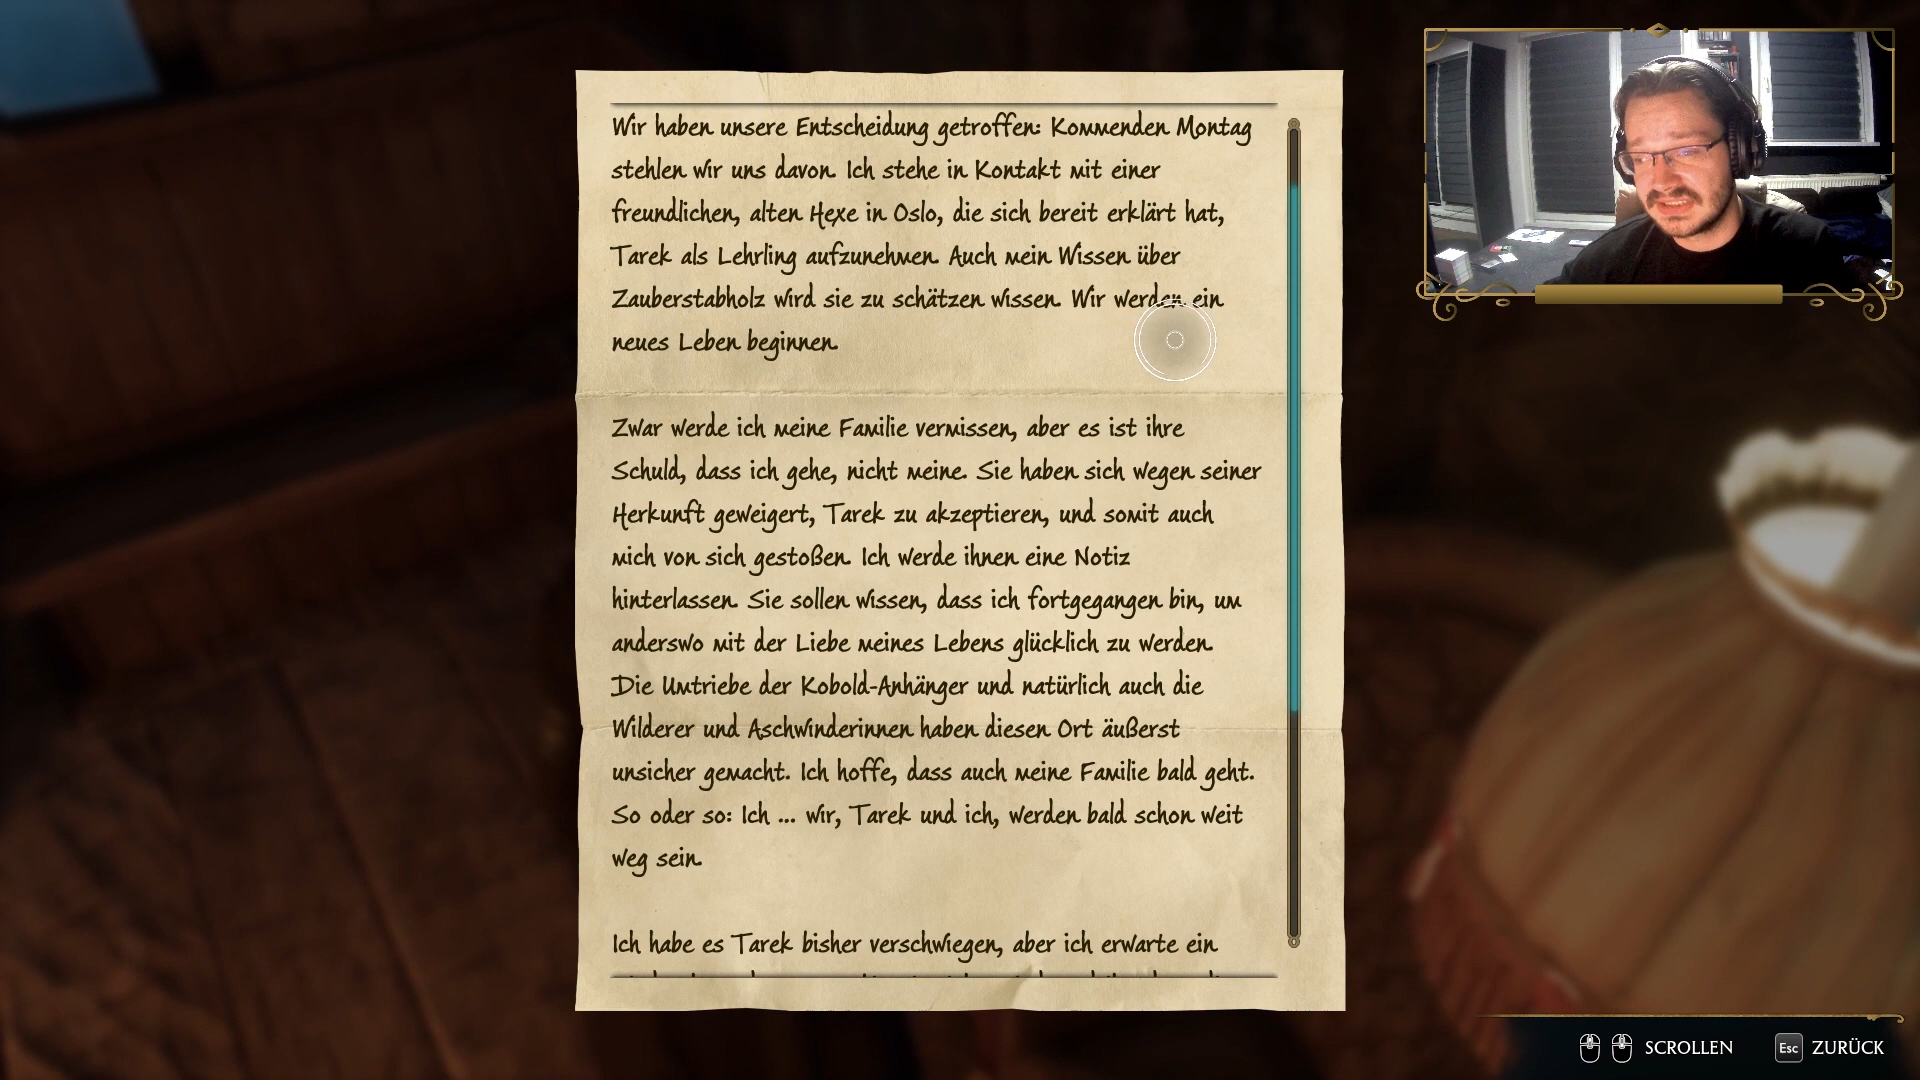 Wir haben unsere Entscheidung getroffen: Kommenden Montag
stehlen wir uns davon. Ich stehe in Kontakt mit einer
freundlichen, alten Hexe in Oslo, die sich bereit erklärt hat,
Tarek als Lehrling aufzunehmen. Auch mein Wissen über
Zauberstabholz wird sie zu schätzen wissen. Wir werden ein
neues Leben beginnen.
Zwar werde ich meine Familie vermissen, aber es ist ihre
Schuld, dass ich gehe, nicht meine. Sie haben sich wegen seiner
Herkunft geweigert, Tarek zu akzeptieren, und somit auch
mich von sich gestoßen. Ich werde ihnen eine Notiz
hinterlassen. Sie sollen wissen, dass ich fortgegangen bin, um
anderswo mit der Liebe meines Lebens glücklich zu werden.
Die Umtriebe der Kobold-Anhänger und natürlich auch die
Wilderer und Aschwinderinnen haben diesen Ort äußerst
unsicher gemacht. Ich hoffe, dass auch meine Familie bald geht.
So oder so: Ich ... wir, Tarek und ich, werden bald schon weit
weg sein.
Ich habe es Tarek bisher verschwiegen, aber ich erwarte ein
SCROLLEN
Esc ZURÜCK